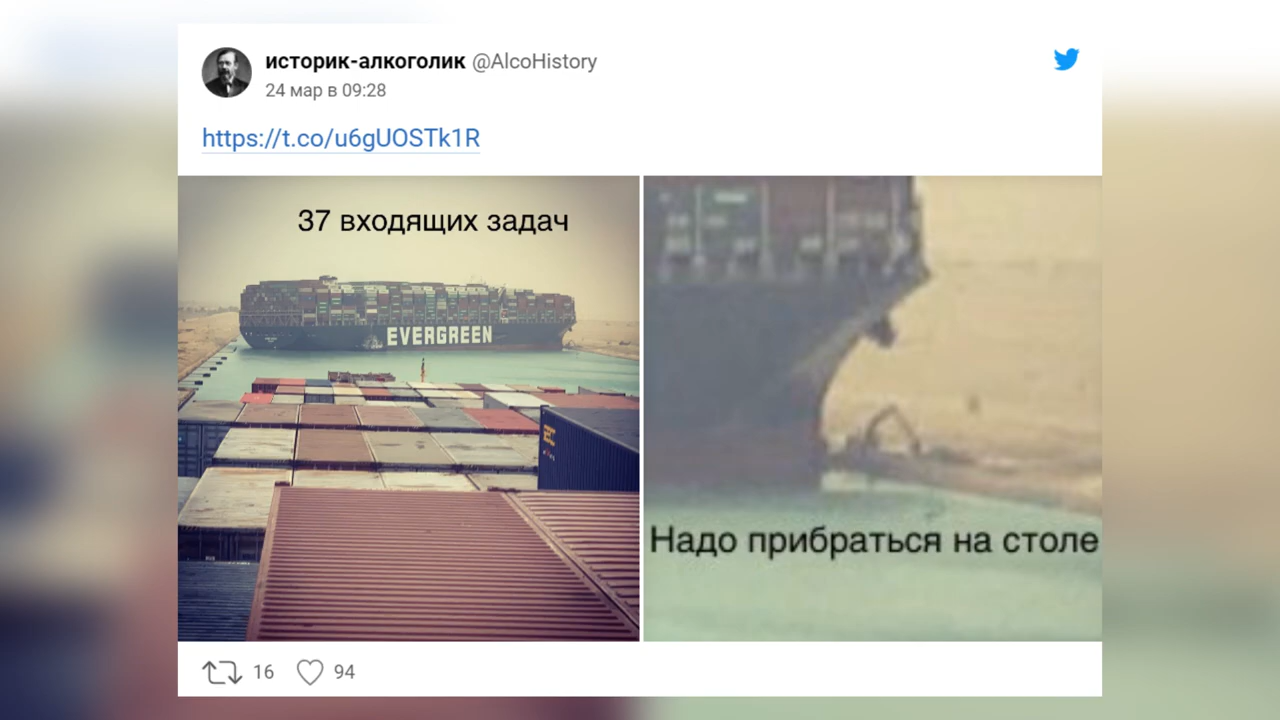 историк-алкоголик @AlcoHistory
24 мар в 09:28
https://t.co/u6gUOSTk1R
37 входящих задач
EVERGREEN
Надо прибраться на столе
16 94